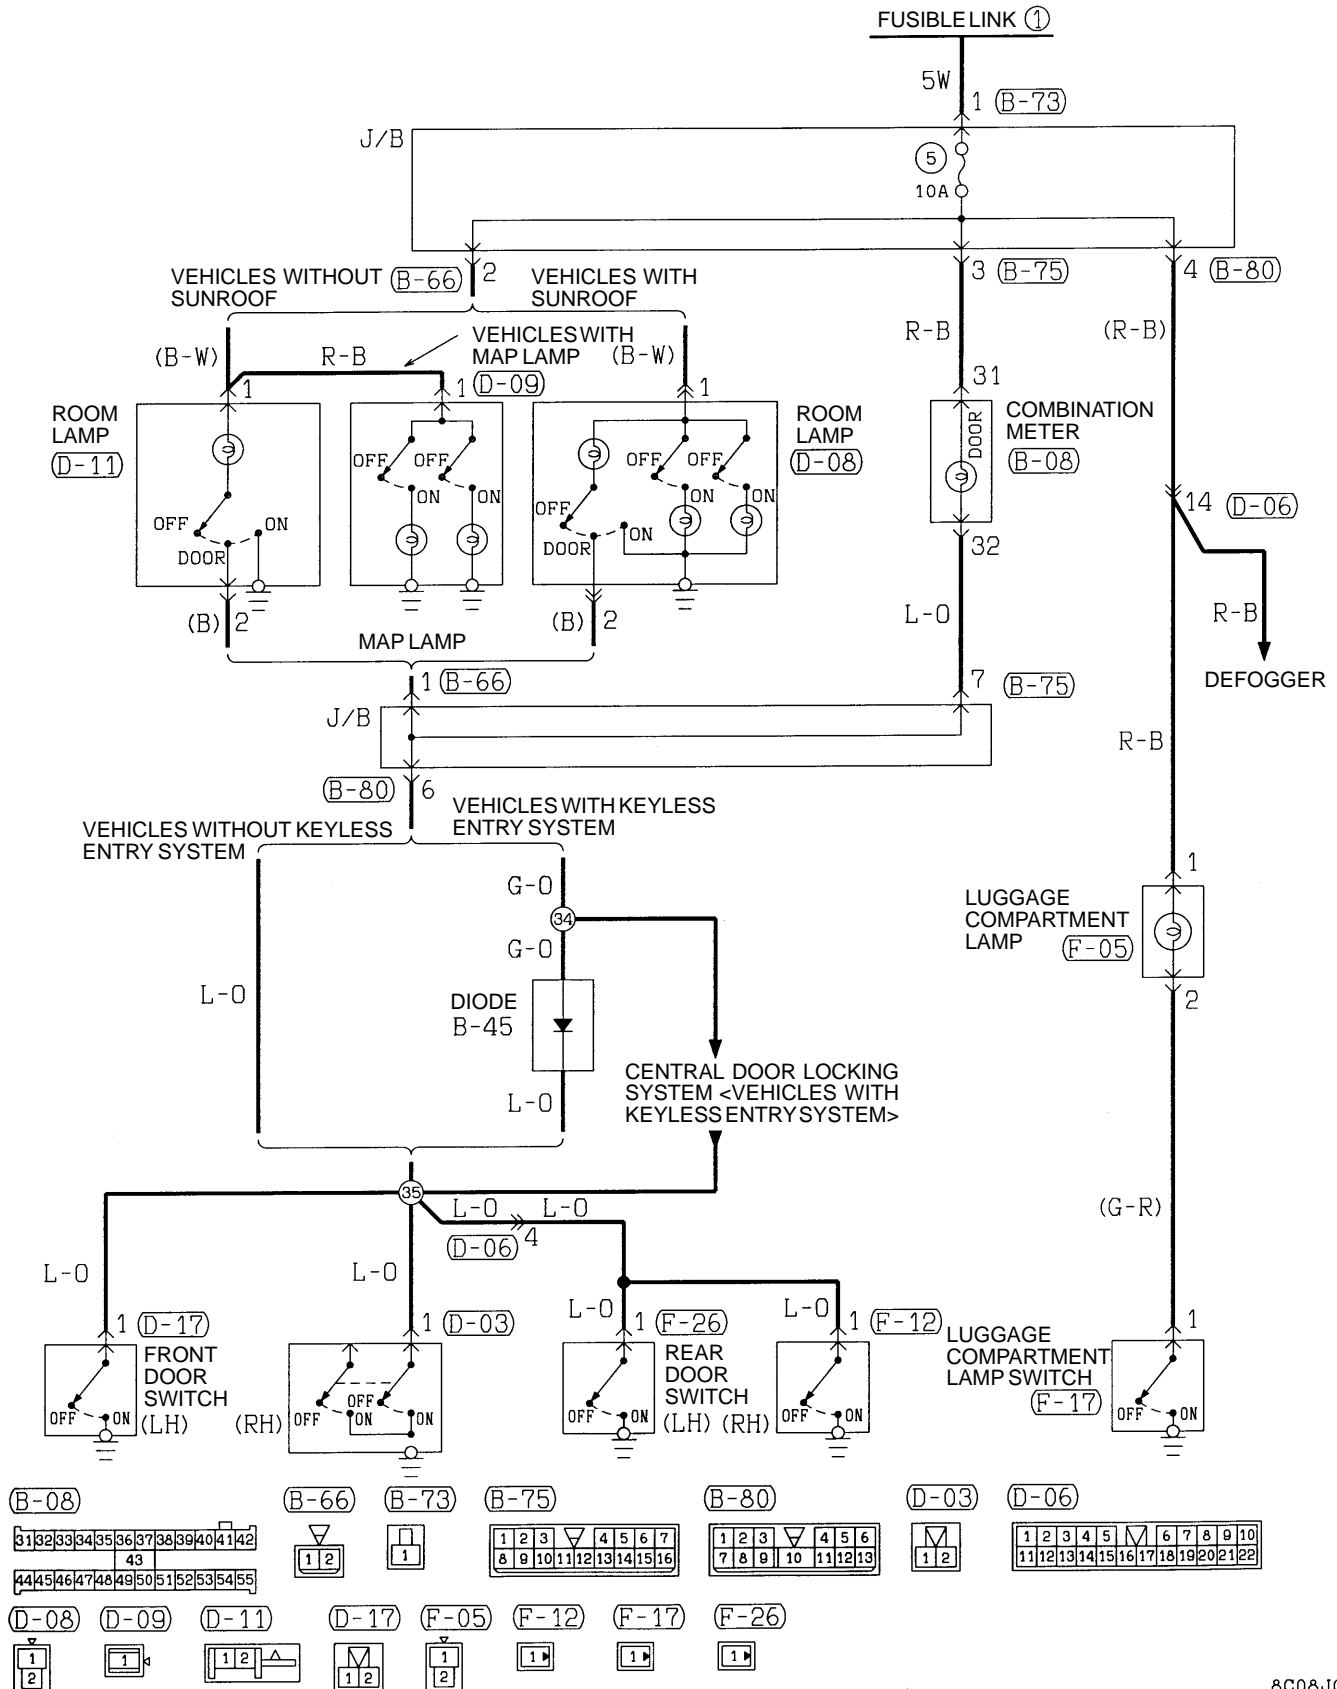 FUSIBLE LINK ①
5W
1 (B-73)
J/B
5
10A
VEHICLES WITHOUT SUNROOF
(B-66) 2
VEHICLES WITH SUNROOF
3 (B-75)
4 (B-80)
VEHICLES WITH MAP LAMP
(B-W)
R-B
(B-W)
R-B
(R-B)
1
1 (D-09)
1
31
ROOM LAMP (D-11)
ROOM LAMP (D-08)
DOOR
COMBINATION METER (B-08)
OFF
OFF
OFF
OFF
ON
ON
ON
ON
OFF
ON
DOOR
OFF
ON
DOOR
14 (D-06)
32
(B) 2
MAP LAMP
(B) 2
L-O
R-B
DEFOGGER
1 (B-66)
7 (B-75)
J/B
R-B
(B-80) 6
VEHICLES WITHOUT KEYLESS ENTRY SYSTEM
VEHICLES WITH KEYLESS ENTRY SYSTEM
G-O
34
G-O
1
LUGGAGE COMPARTMENT LAMP (F-05)
2
L-O
DIODE
B-45
CENTRAL DOOR LOCKING
SYSTEM <VEHICLES WITH
KEYLESS ENTRY SYSTEM>
L-O
35
L-O
L-O
(D-06) 4
(G-R)
L-O
L-O
L-O
L-O
1 (D-17)
1 (D-03)
1 (F-26)
1 (F-12)
1
FRONT DOOR SWITCH
(LH)
(RH)
REAR DOOR SWITCH
(LH)
(RH)
LUGGAGE COMPARTMENT LAMP SWITCH (F-17)
OFF ON
OFF
ON
OFF ON
OFF ON
OFF ON
(B-08)
(B-66)
(B-73)
(B-75)
(B-80)
(D-03)
(D-06)
31 32 33 34 35 36 37 38 39 40 41 42
43
44 45 46 47 48 49 50 51 52 53 54 55
1 2
1
1 2 3 4 5 6 7
8 9 10 11 12 13 14 15 16
1 2 3 4 5 6
7 8 9 10 11 12 13
1 2
1 2 3 4 5 6 7 8 9 10
11 12 13 14 15 16 17 18 19 20 21 22
(D-08)
(D-09)
(D-11)
(D-17)
(F-05)
(F-12)
(F-17)
(F-26)
1
2
1
1 2
1 2
1
2
1
1
1